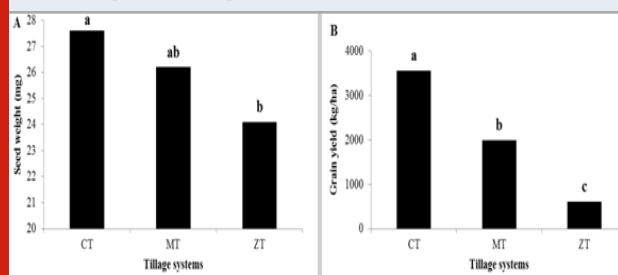 A
28
27
26
25
24
23
22
21
20
Seed weight (mg)
a
ab
b
CT
MT
ZT
Tillage systems
B
4000
3000
2000
1000
0
Grain yield (kg/ha)
a
b
c
CT
MT
ZT
Tillage systems